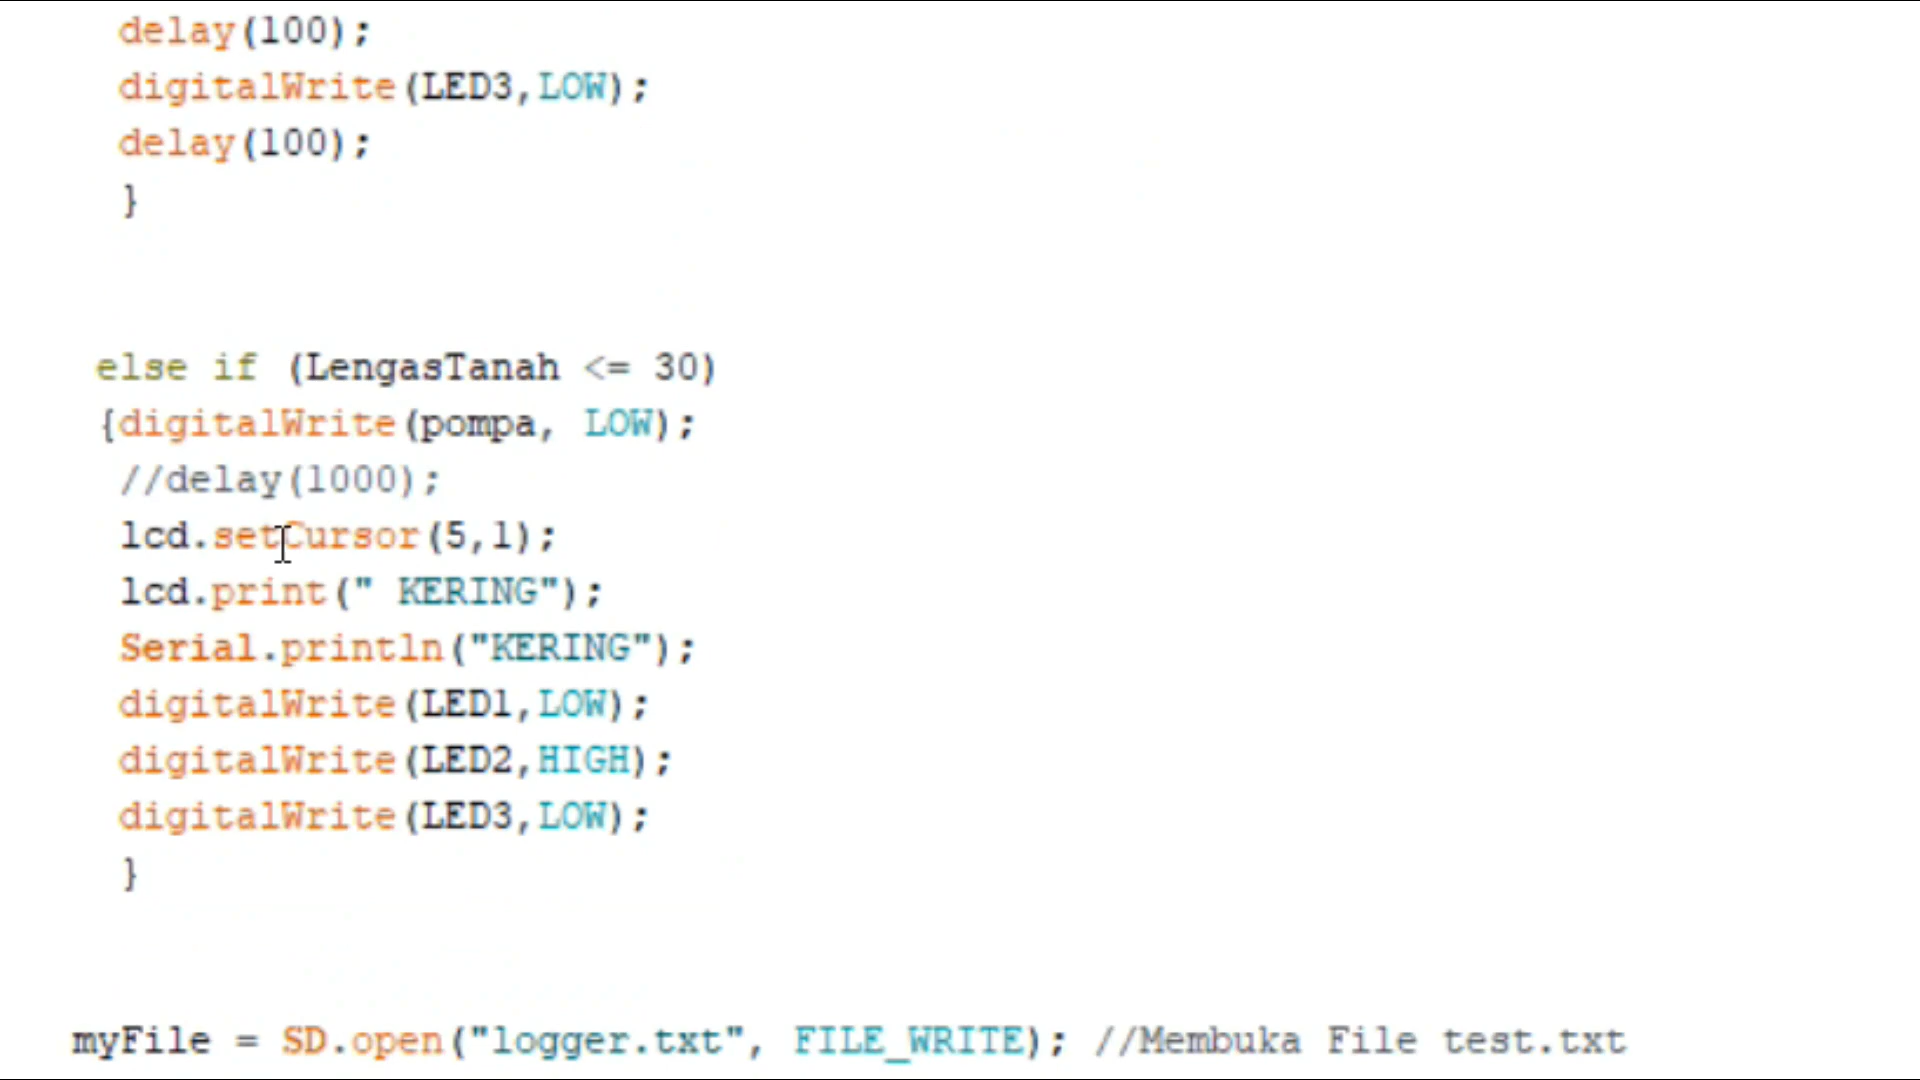 delay(100);
digitalWrite(LED3,LOW);
delay(100);
}
else if (LengasTanah <= 30)
{digitalWrite(pompa, LOW);
//delay(1000);
lcd.setCursor(5,1);
lcd.print(" KERING");
Serial.println("KERING");
digitalWrite(LED1,LOW);
digitalWrite(LED2,HIGH);
digitalWrite(LED3,LOW);
}
myFile = SD.open("logger.txt", FILE_WRITE); //Membuka File test.txt